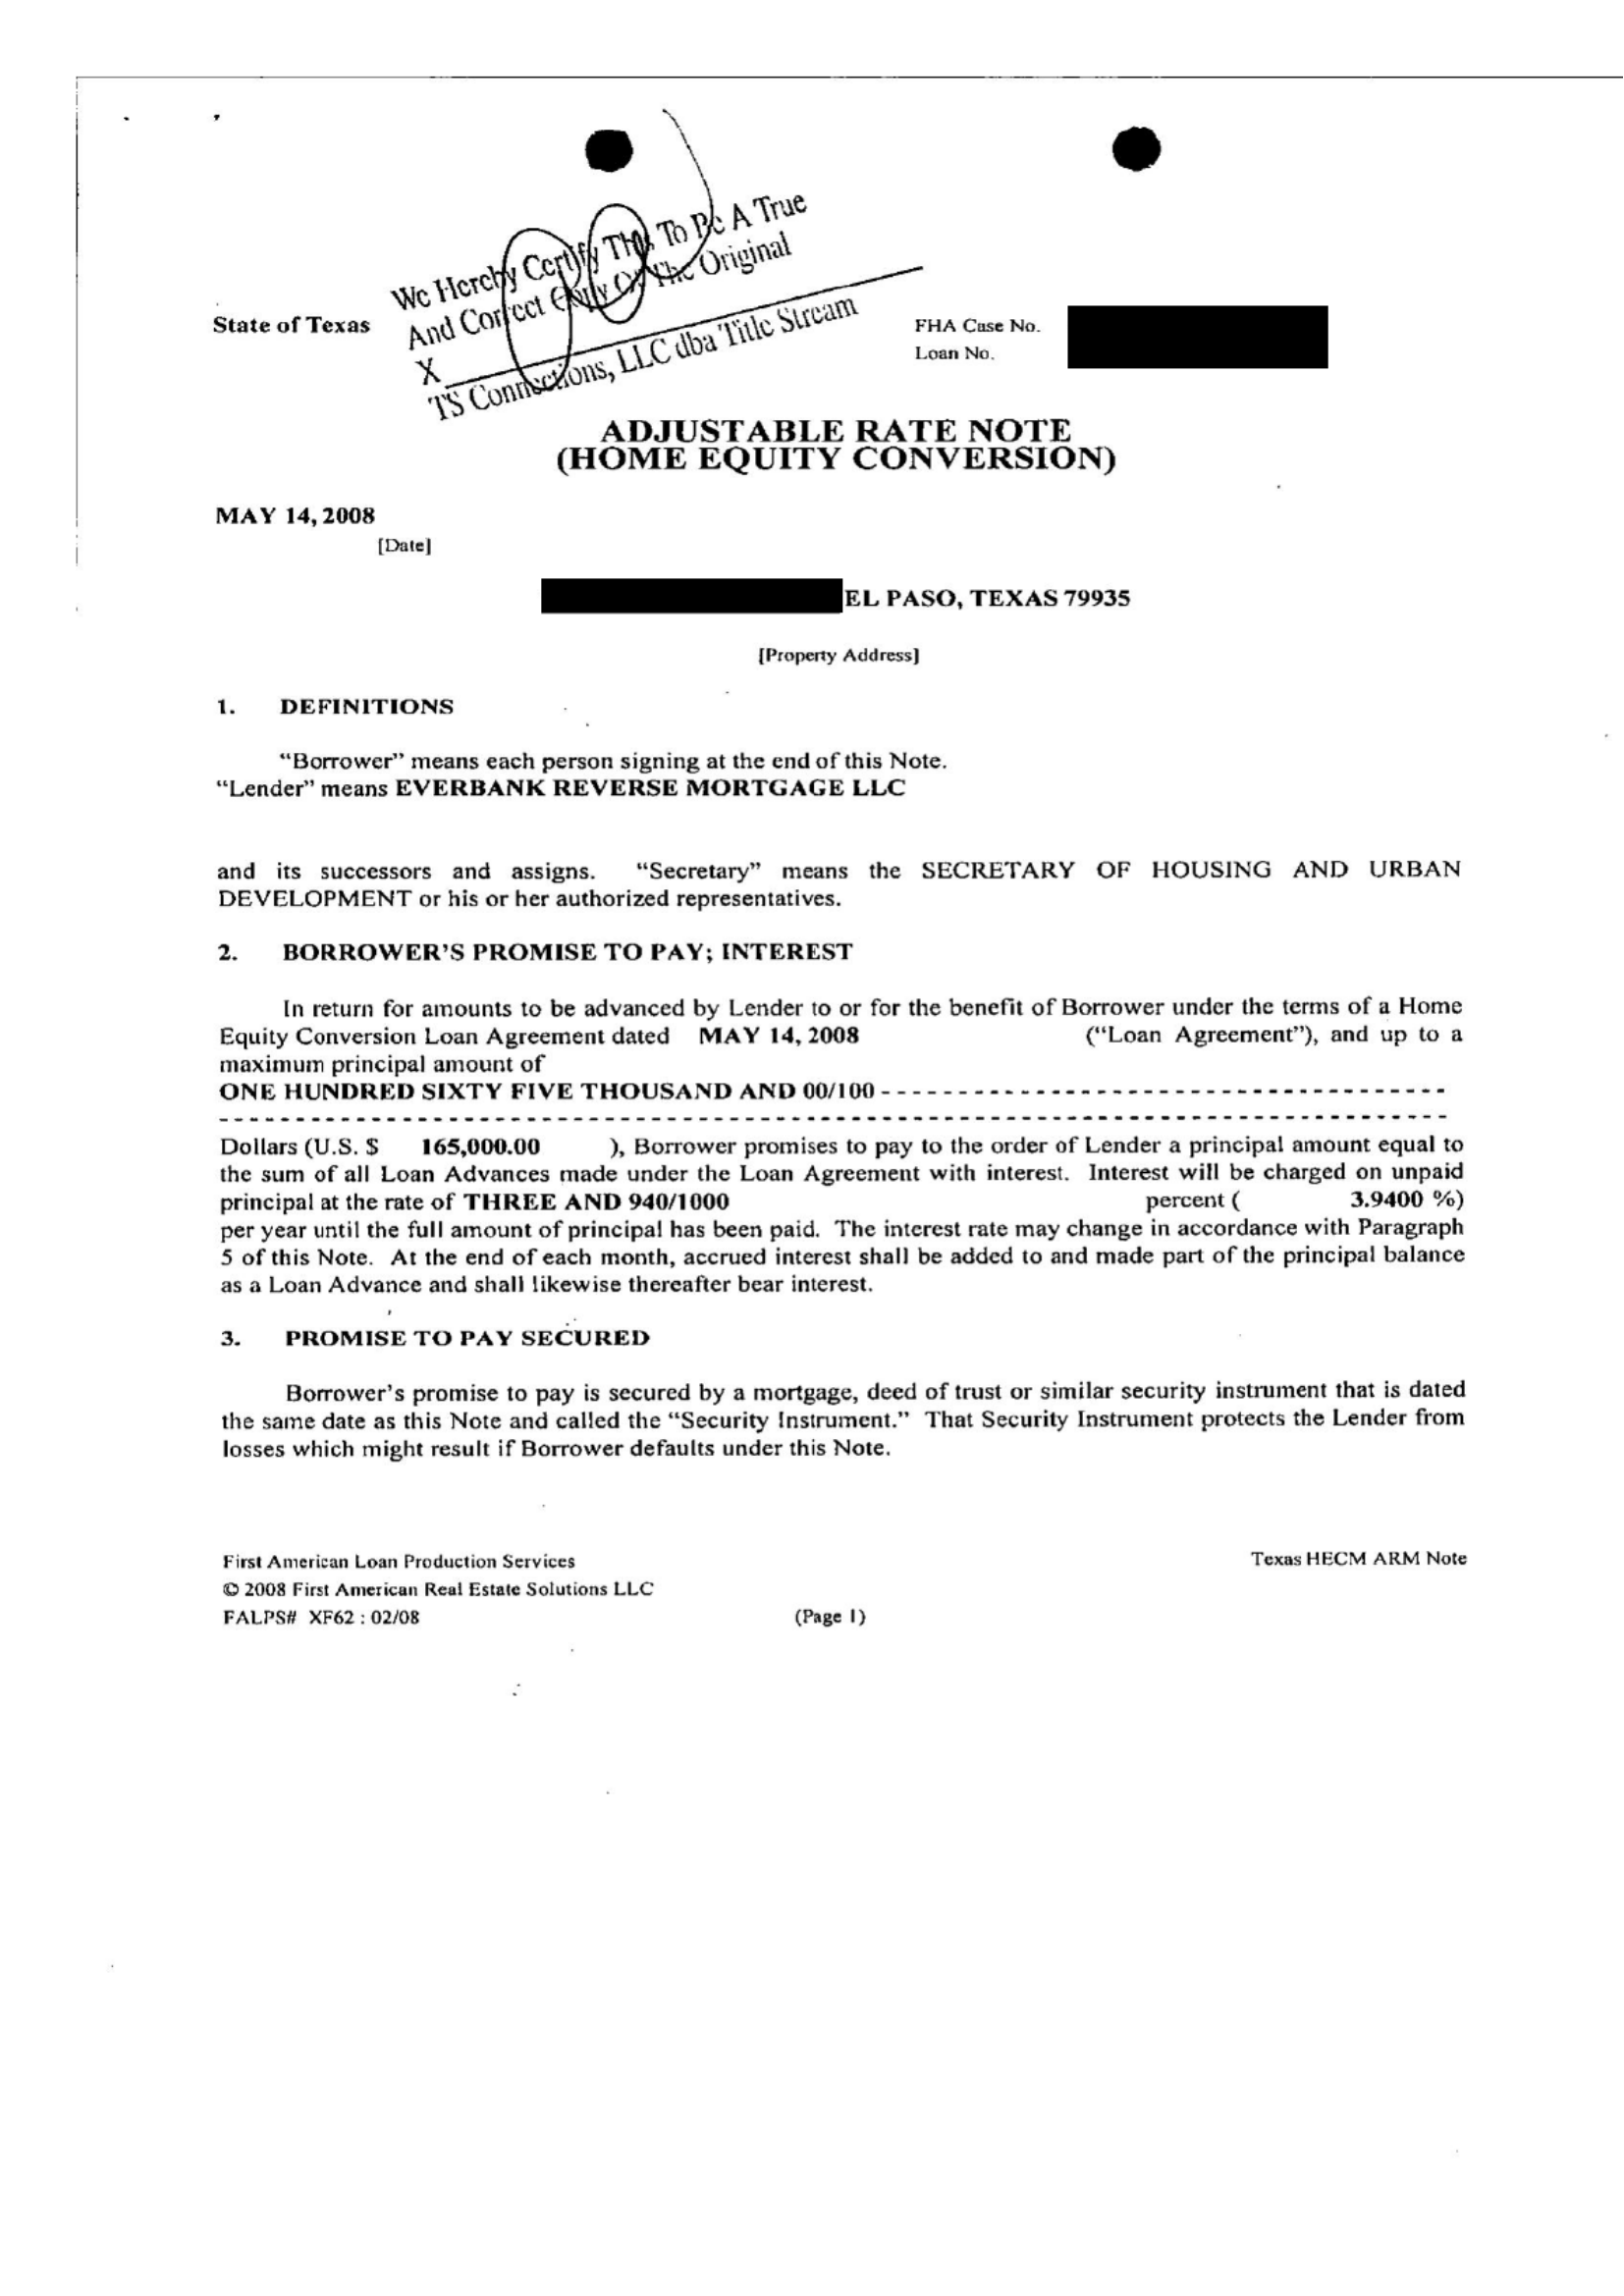 We Hereby Certify This To Be A True
And Correct Copy Of The Original
X
TS Connections, LLC dba Title Stream
State of Texas
FHA Case No.
Loan No.
ADJUSTABLE RATE NOTE
(HOME EQUITY CONVERSION)
MAY 14, 2008
[Date]
EL PASO, TEXAS 79935
[Property Address]
1. DEFINITIONS
“Borrower” means each person signing at the end of this Note.
“Lender” means EVERBANK REVERSE MORTGAGE LLC
and its successors and assigns. “Secretary” means the SECRETARY OF HOUSING AND URBAN
DEVELOPMENT or his or her authorized representatives.
2. BORROWER’S PROMISE TO PAY; INTEREST
In return for amounts to be advanced by Lender to or for the benefit of Borrower under the terms of a Home
Equity Conversion Loan Agreement dated MAY 14, 2008 (“Loan Agreement”), and up to a
maximum principal amount of
ONE HUNDRED SIXTY FIVE THOUSAND AND 00/100 - - - - - - - - - - - - - - - - - - - - - - - - - - - - - - - - - - - - -
- - - - - - - - - - - - - - - - - - - - - - - - - - - - - - - - - - - - - - - - - - - - - - - - - - - - - - - - - - - - - - - - - - - - - - - - - - - - - - - -
Dollars (U.S. $ 165,000.00 ), Borrower promises to pay to the order of Lender a principal amount equal to
the sum of all Loan Advances made under the Loan Agreement with interest. Interest will be charged on unpaid
principal at the rate of THREE AND 940/1000 percent ( 3.9400 %)
per year until the full amount of principal has been paid. The interest rate may change in accordance with Paragraph
5 of this Note. At the end of each month, accrued interest shall be added to and made part of the principal balance
as a Loan Advance and shall likewise thereafter bear interest.
3. PROMISE TO PAY SECURED
Borrower’s promise to pay is secured by a mortgage, deed of trust or similar security instrument that is dated
the same date as this Note and called the “Security Instrument.” That Security Instrument protects the Lender from
losses which might result if Borrower defaults under this Note.
First American Loan Production Services
Texas HECM ARM Note
© 2008 First American Real Estate Solutions LLC
FALPS# XF62 : 02/08
(Page 1)